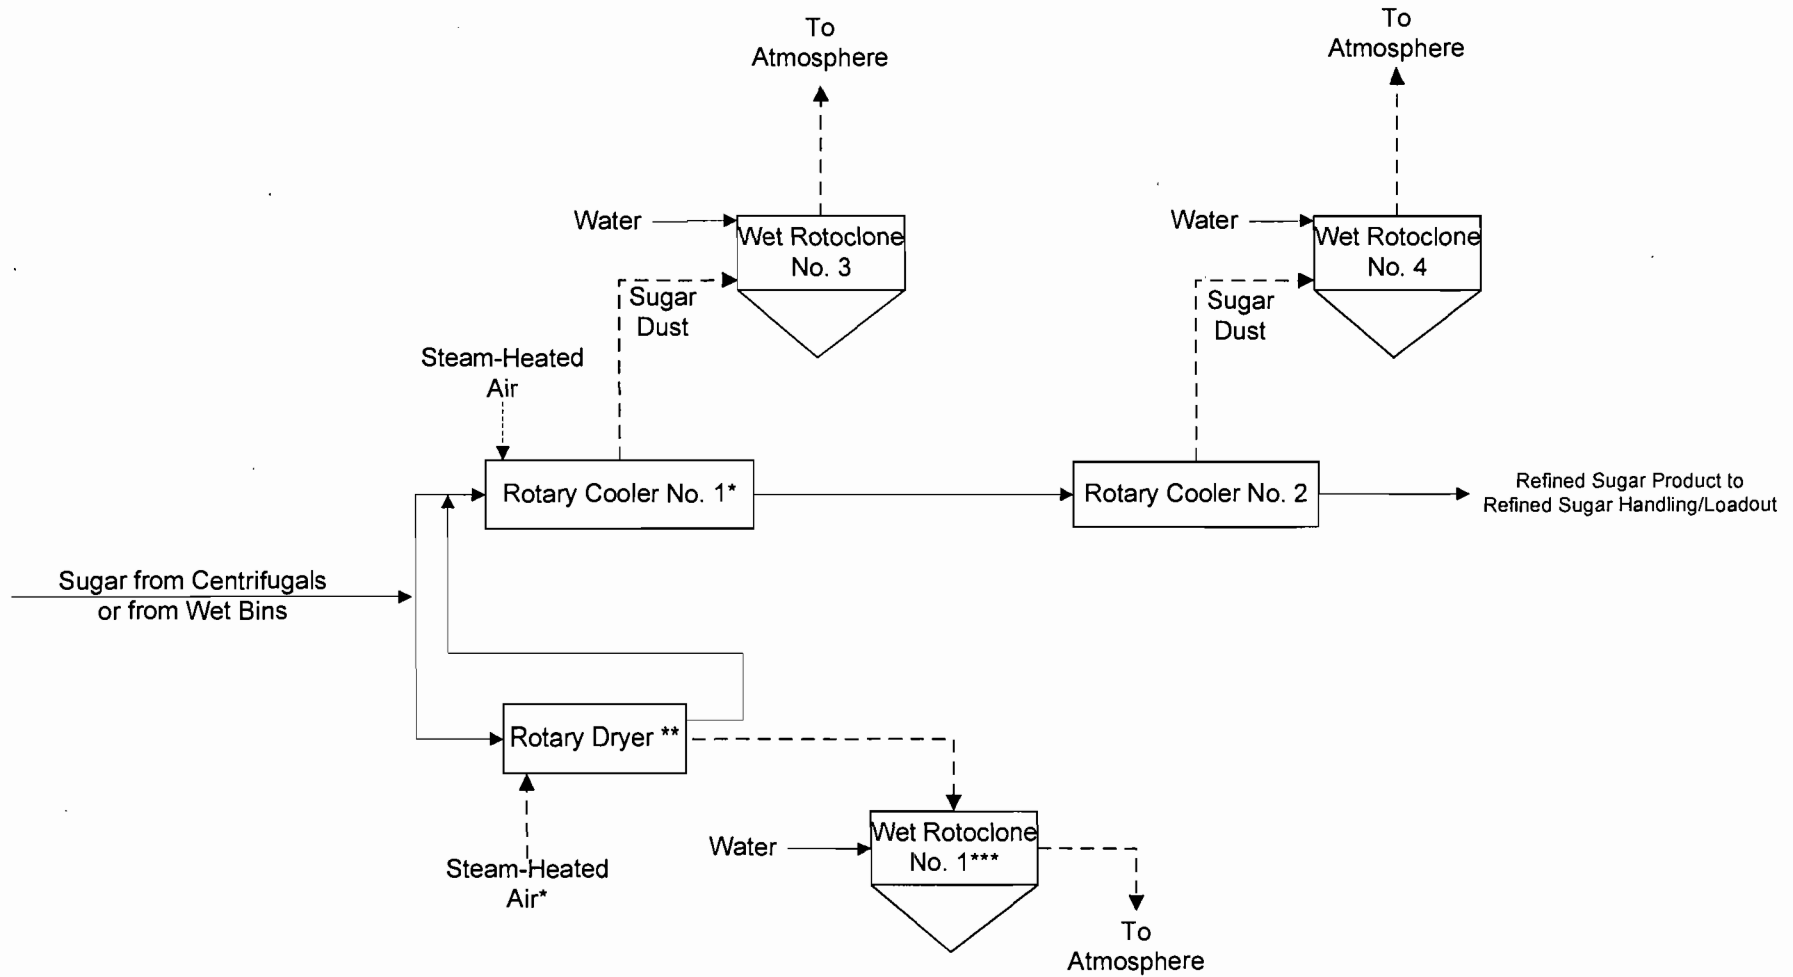 To
Atmosphere
To
Atmosphere
Water
Wet Rotoclone
No. 3
Water
Wet Rotoclone
No. 4
Sugar
Dust
Sugar
Dust
Steam-Heated
Air
Rotary Cooler No. 1*
Rotary Cooler No. 2
Refined Sugar Product to
Refined Sugar Handling/Loadout
Sugar from Centrifugals
or from Wet Bins
Rotary Dryer **
Steam-Heated
Air*
Water
Wet Rotoclone
No. 1***
To
Atmosphere